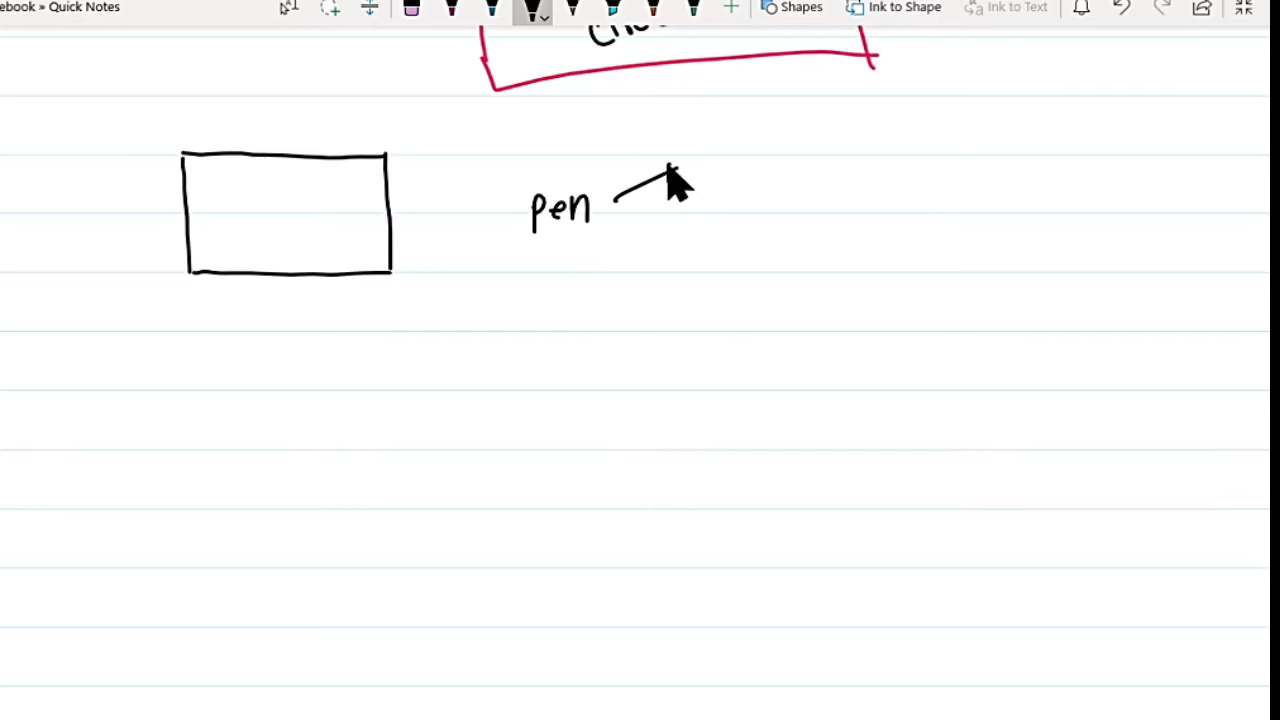 ebook » Quick Notes
Shapes
Ink to Shape
Ink to Text
pen